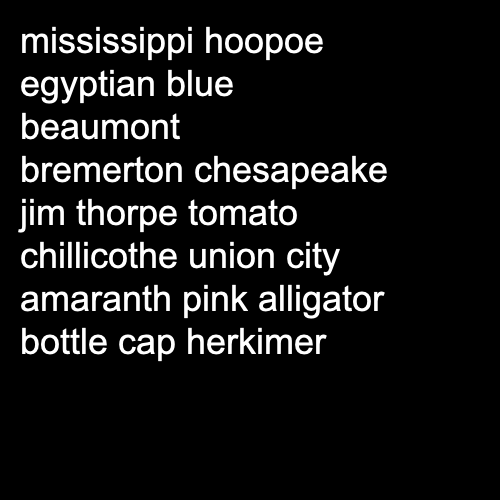 mississippi hoopoe
egyptian blue
beaumont
bremerton chesapeake
jim thorpe tomato
chillicothe union city
amaranth pink alligator
bottle cap herkimer